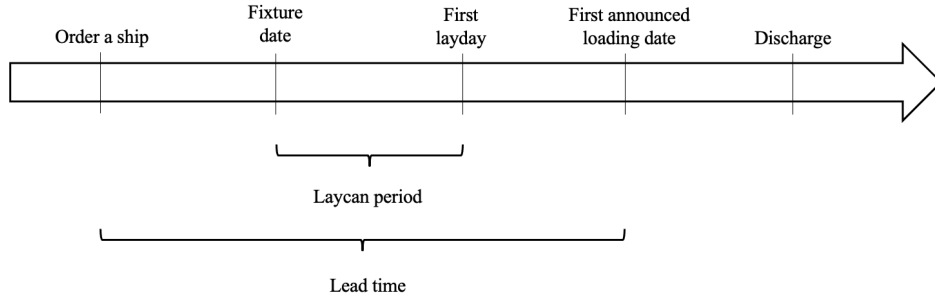 Order a ship
Fixture
date
First
layday
First announced
loading date
Discharge
Laycan period
Lead time